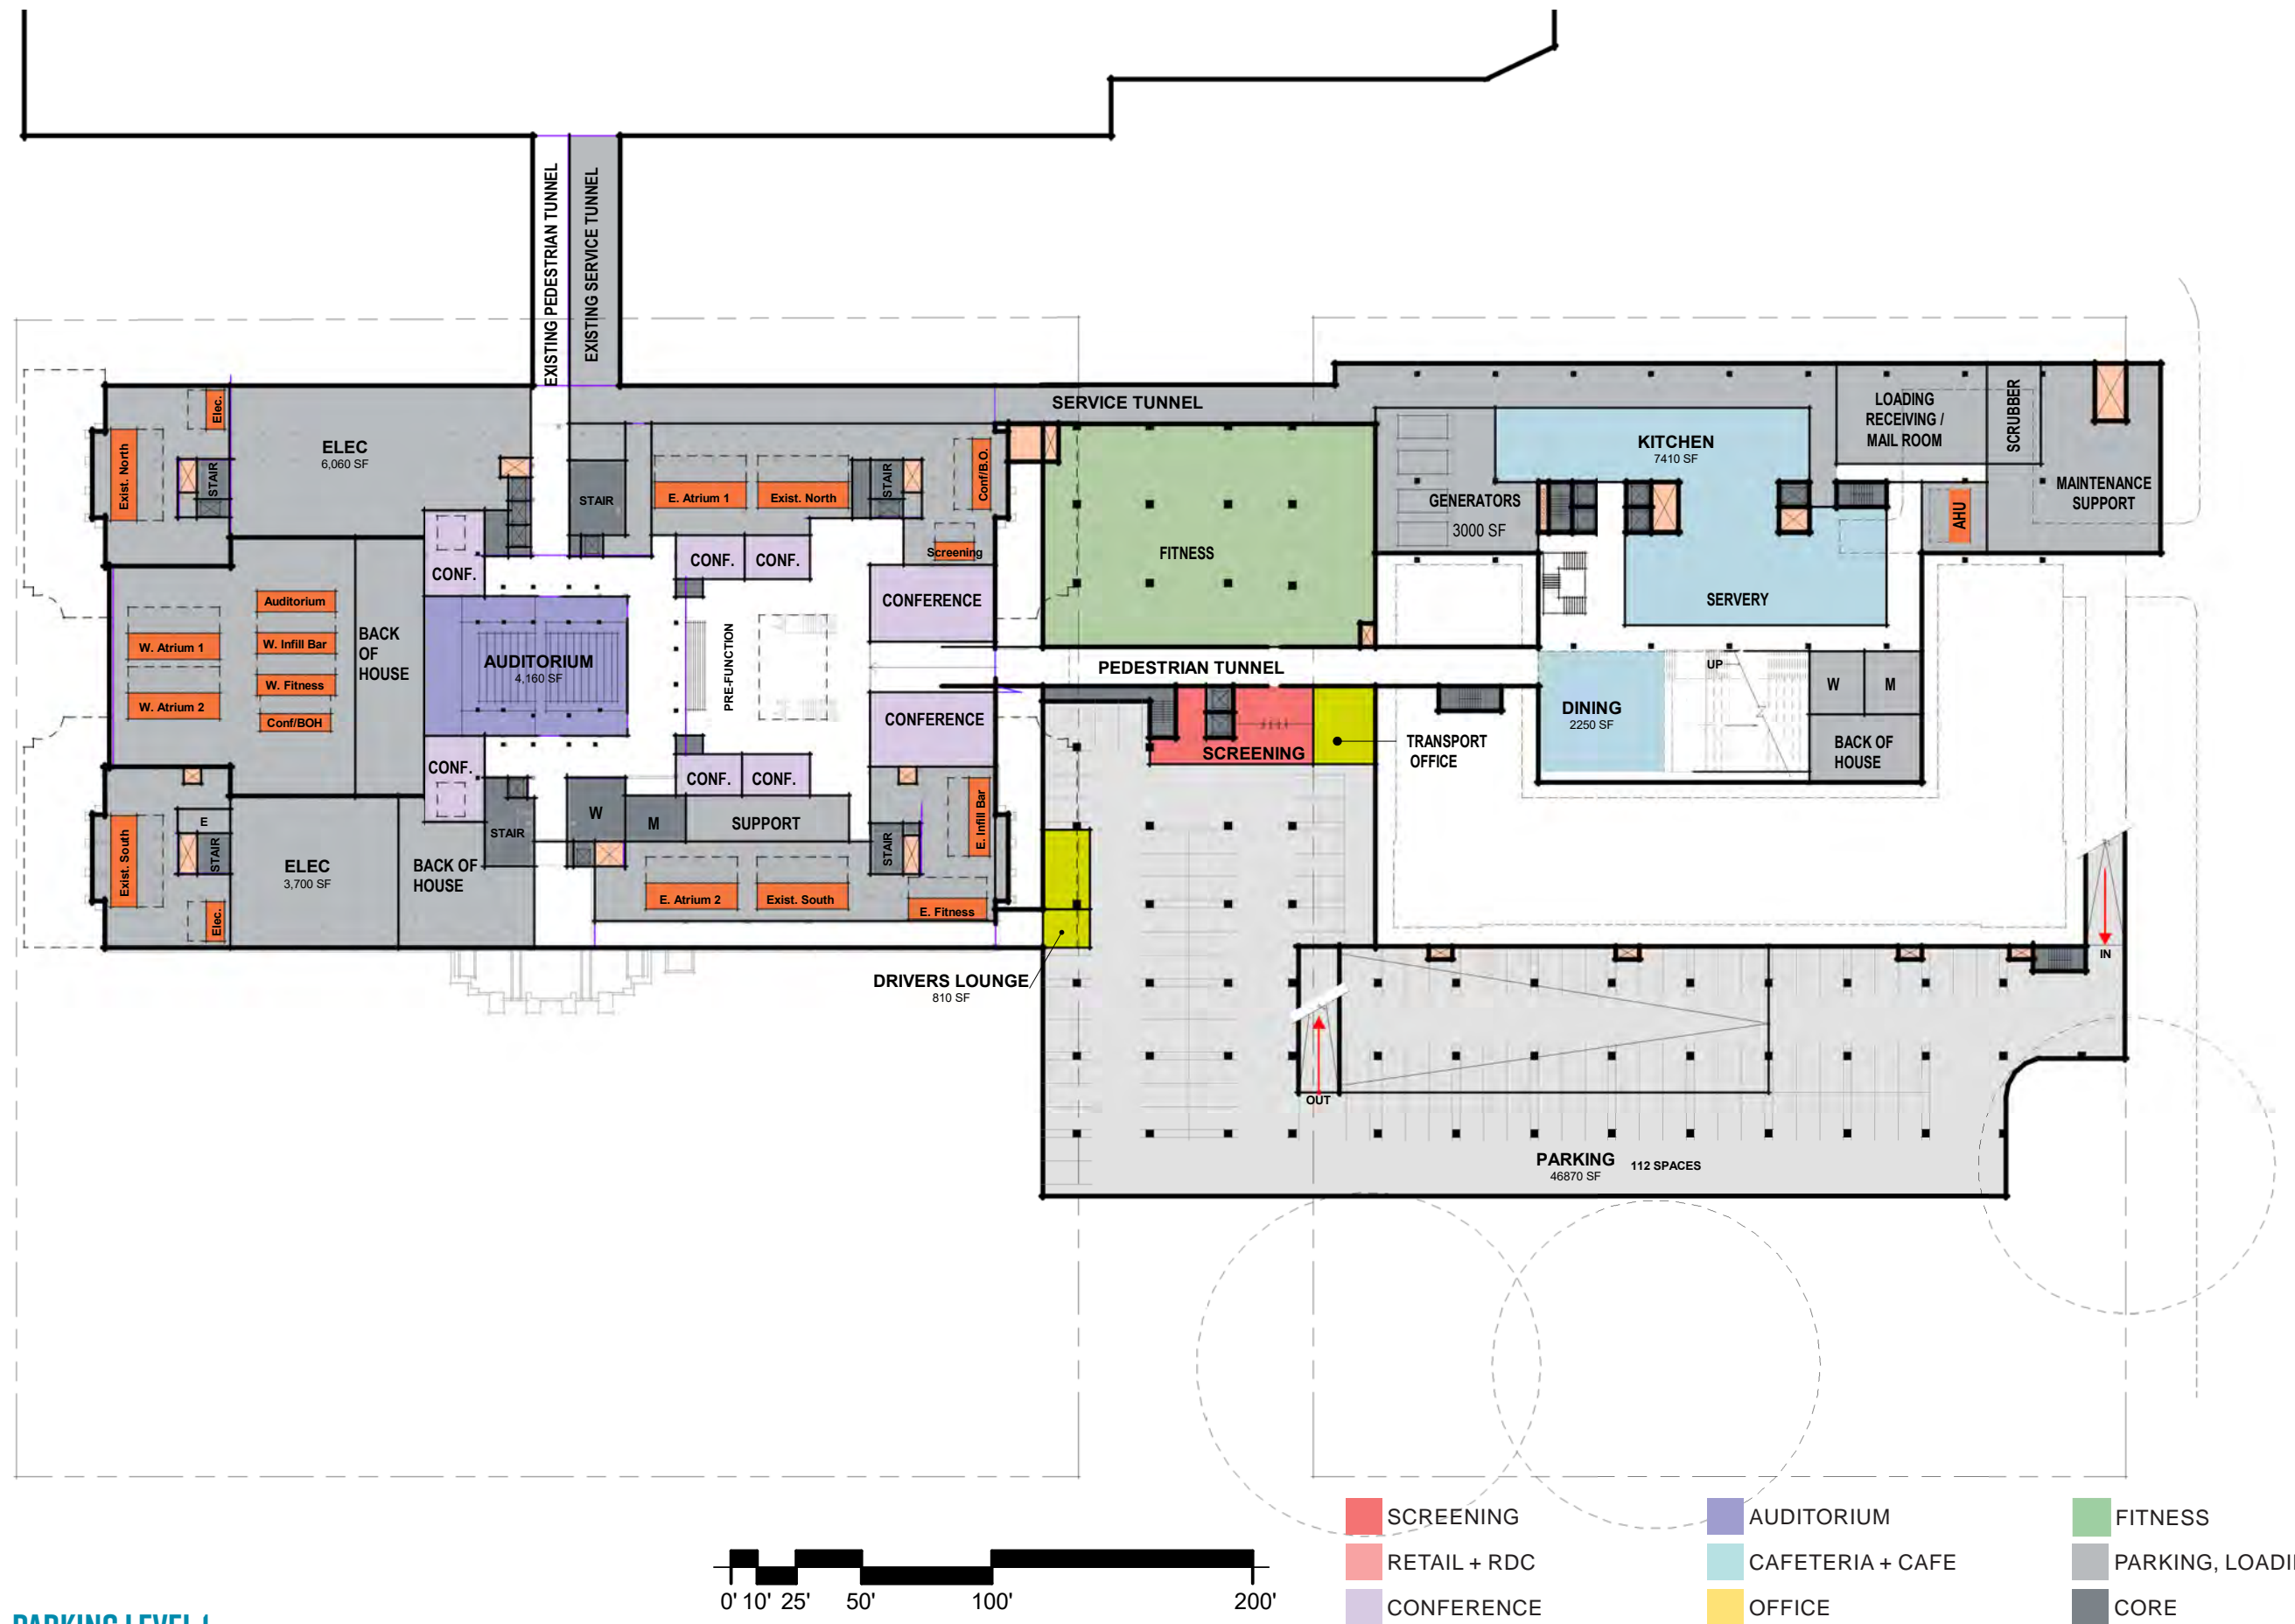 EXISTING PEDESTRIAN TUNNEL
EXISTING SERVICE TUNNEL
SERVICE TUNNEL
Elec.
Exist. North
STAIR
ELEC
6,060 SF
STAIR
E. Atrium 1
Exist. North
STAIR
Conf/B.O.
Screening
CONF.
CONF.
CONF.
CONFERENCE
FITNESS
GENERATORS
3000 SF
KITCHEN
7410 SF
LOADING
RECEIVING /
MAIL ROOM
SCRUBBER
MAINTENANCE
SUPPORT
AHU
SERVERY
Auditorium
W. Infill Bar
W. Fitness
Conf/BOH
W. Atrium 1
W. Atrium 2
BACK
OF
HOUSE
AUDITORIUM
4,160 SF
PRE-FUNCTION
PEDESTRIAN TUNNEL
CONFERENCE
SCREENING
TRANSPORT
OFFICE
DINING
2250 SF
UP
W
M
BACK OF
HOUSE
CONF.
CONF.
CONF.
E
STAIR
Exist. South
Elec.
ELEC
3,700 SF
BACK OF
HOUSE
STAIR
W
M
SUPPORT
STAIR
E. Infill Bar
E. Atrium 2
Exist. South
E. Fitness
DRIVERS LOUNGE
810 SF
IN
OUT
PARKING
46870 SF
112 SPACES
0' 10' 25' 50' 100' 200'
SCREENING
RETAIL + RDC
CONFERENCE
AUDITORIUM
CAFETERIA + CAFE
OFFICE
FITNESS
PARKING,
CORE
PARKING LEVEL